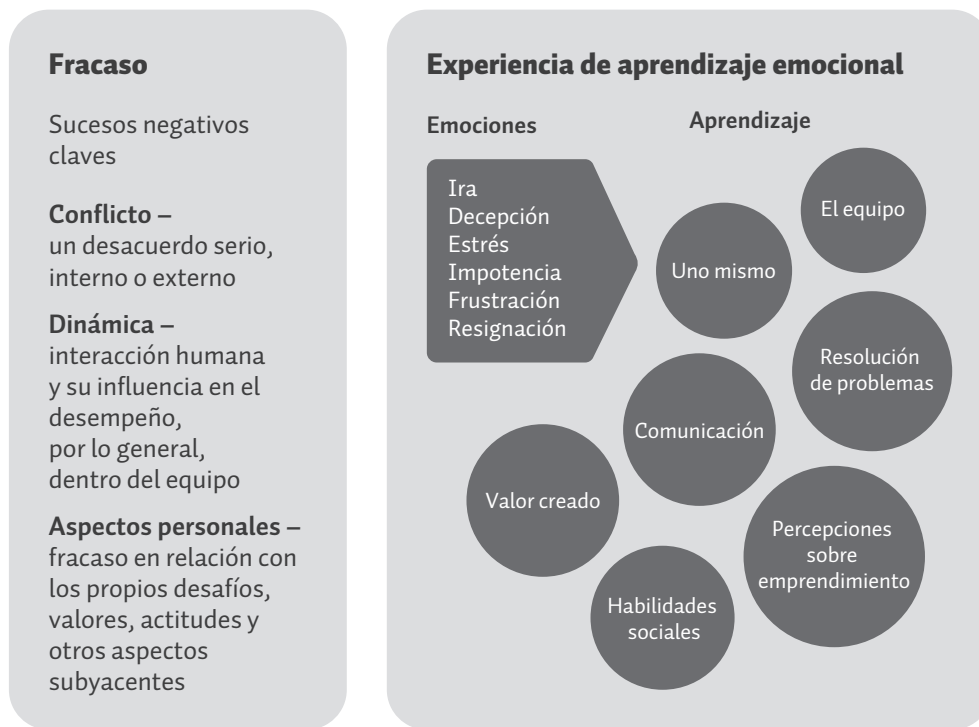 Fracaso
Sucesos negativos
claves
Conflicto –
un desacuerdo serio,
interno o externo
Dinámica –
interacción humana
y su influencia en el
desempeño,
por lo general,
dentro del equipo
Aspectos personales –
fracaso en relación con
los propios desafíos,
valores, actitudes y
otros aspectos
subyacentes
Experiencia de aprendizaje emocional
Emociones
Ira
Decepción
Estrés
Impotencia
Frustración
Resignación
Aprendizaje
El equipo
Uno mismo
Resolución
de problemas
Comunicación
Valor creado
Percepciones
sobre
emprendimiento
Habilidades
sociales